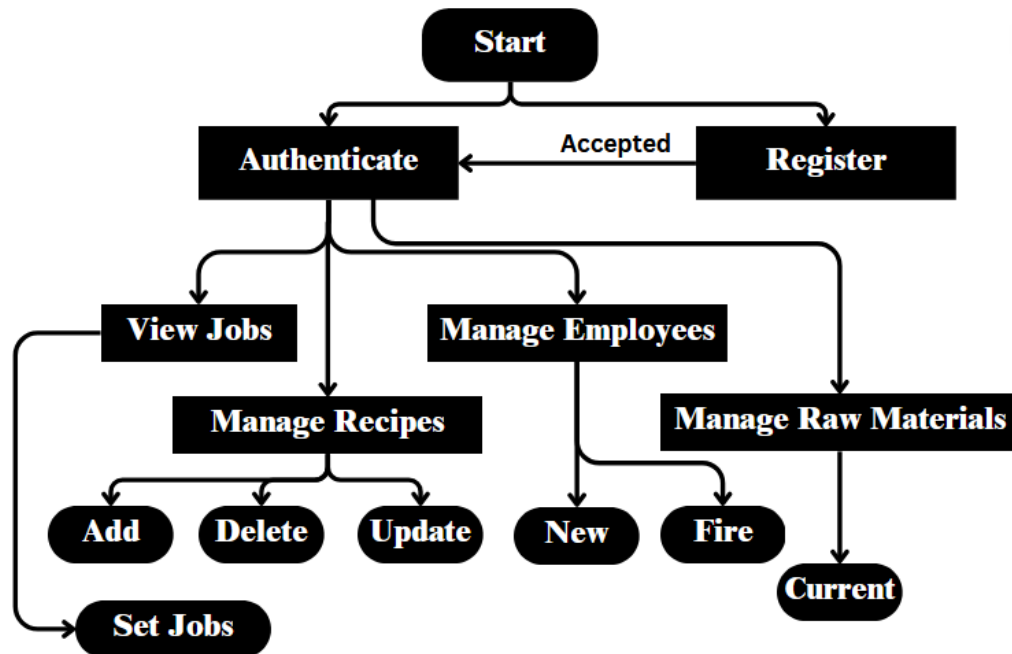 Start
Authenticate
Accepted
Register
View Jobs
Manage Employees
Manage Recipes
Manage Raw Materials
Add
Delete
Update
New
Fire
Current
Set Jobs